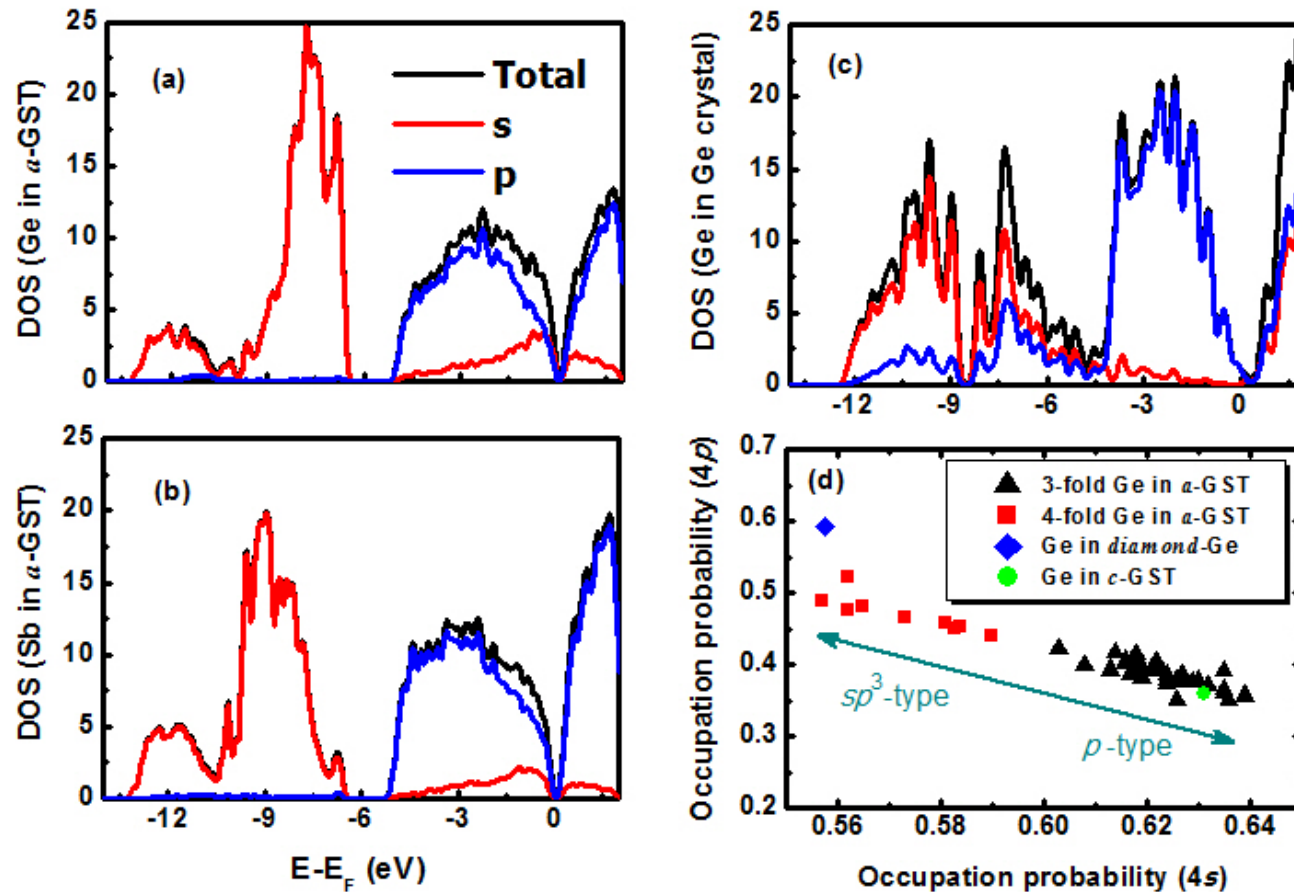 DOS (Ge in a-GST)
25
20
15
10
5
0
(a)
Total
s
p
DOS (Sb in a-GST)
25
20
15
10
5
0
(b)
-12 -9 -6 -3 0
E-E_F (eV)
DOS (Ge in Ge crystal)
25
20
15
10
5
0
(c)
-12 -9 -6 -3 0
Occupation probability (4p)
0.7
0.6
0.5
0.4
0.3
0.2
(d)
3-fold Ge in a-GST
4-fold Ge in a-GST
Ge in diamond-Ge
Ge in c-GST
sp³-type
p-type
0.56 0.58 0.60 0.62 0.64
Occupation probability (4s)